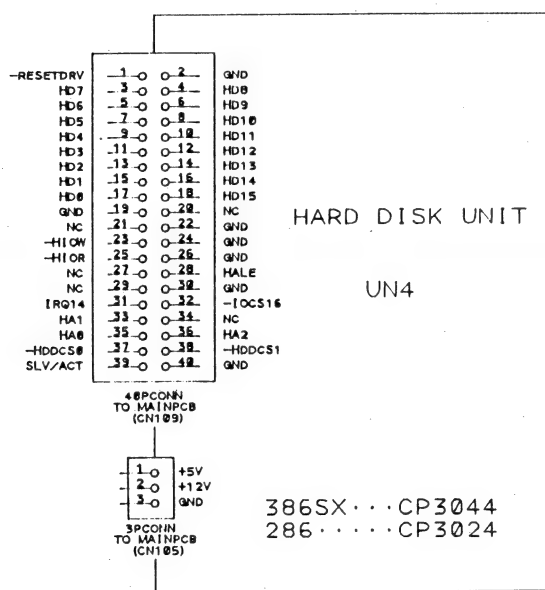 -RESETDRV 1 2 GND
HD7 3 4 HD8
HD6 5 6 HD9
HD5 7 8 HD10
HD4 9 10 HD11
HD3 11 12 HD12
HD2 13 14 HD13
HD1 15 16 HD14
HD0 17 18 HD15
GND 19 20 NC
NC 21 22 GND
-HIOW 23 24 GND
-HIOR 25 26 GND
NC 27 28 HALE
NC 29 30 GND
IRQ14 31 32 -IOCS16
HA1 33 34 NC
HA0 35 36 HA2
-HDDCS0 37 38 -HDDCS1
SLV/ACT 39 40 GND
40PCONN
TO MAINPCB
(CN109)
HARD DISK UNIT
UN4
1 +5V
2 +12V
3 GND
3PCONN
TO MAINPCB
(CN105)
386SX···CP3044
286·····CP3024